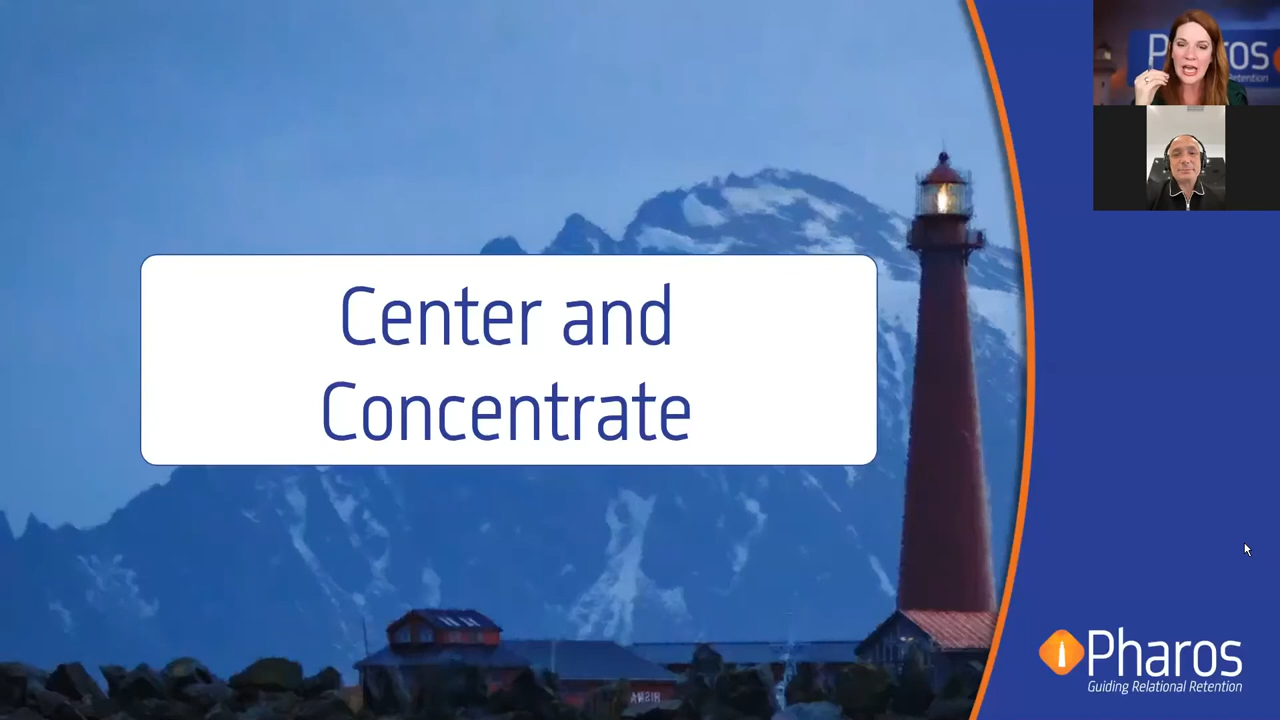 Center and
Concentrate
Pharos
Guiding Relational Retention